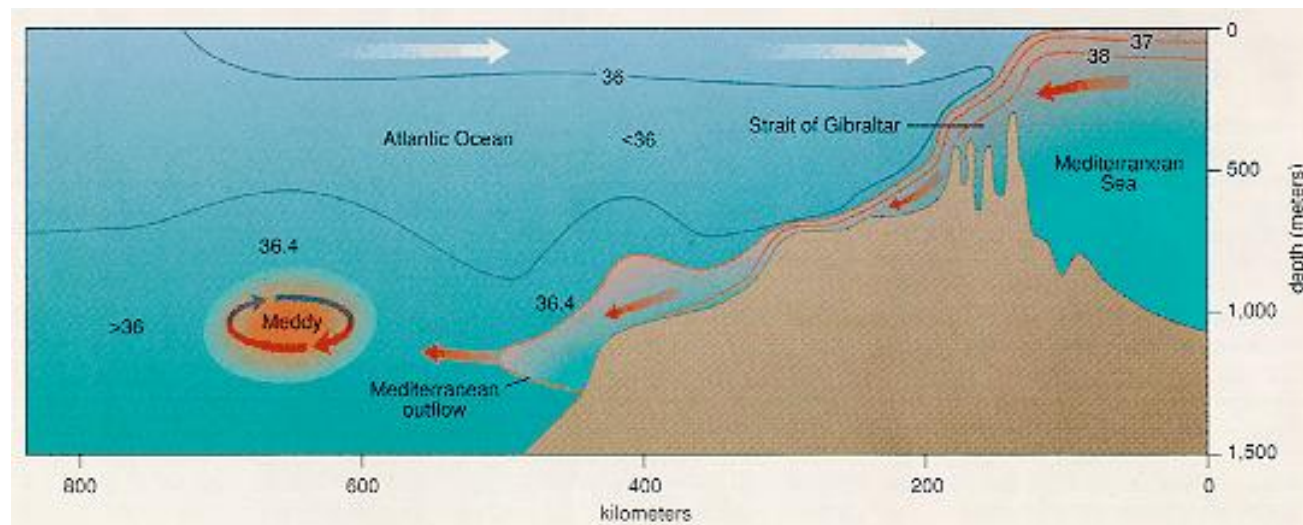 0
37
38
36
Atlantic Ocean
<36
Strait of Gibraltar
Mediterranean
Sea
500
depth (meters)
36.4
36.4
Meddy
>36
1,000
Mediterranean
outflow
1,500
800
600
400
200
0
kilometers